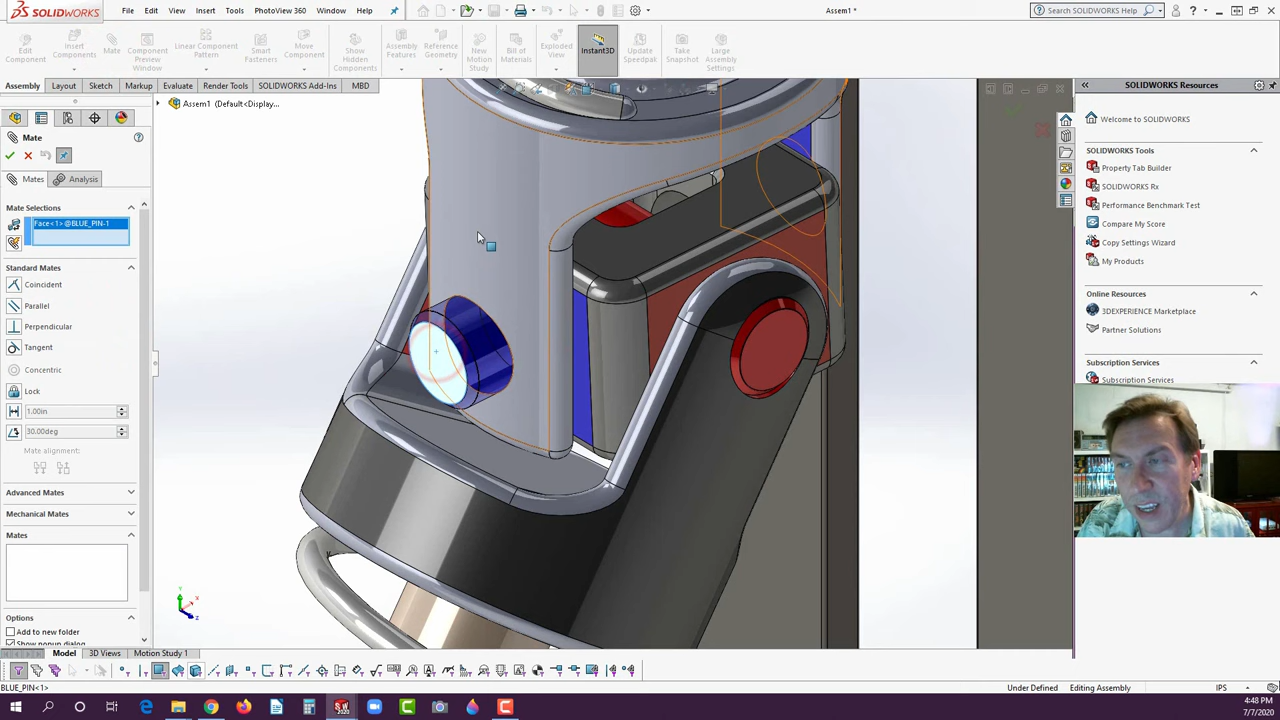 SOLIDWORKS File Edit View Insert Tools PhotoView 360 Window Help Assem1 * Search SOLIDWORKS Help
Edit Component Insert Components Mate Component Preview Window Linear Component Pattern Smart Fasteners Move Component Show Hidden Components Assembly Features Reference Geometry New Motion Study Bill of Materials Exploded View Instant3D Update Speedpak Take Snapshot Large Assembly Settings
Assembly Layout Sketch Markup Evaluate Render Tools SOLIDWORKS Add-Ins MBD
SOLIDWORKS Resources
Assem1 (Default<Display...
Mate
Mates Analysis
Mate Selections
Face<1>@BLUE_PIN-1
Standard Mates
Coincident
Parallel
Perpendicular
Tangent
Concentric
Lock
1.00in
30.00deg
Mate alignment:
Advanced Mates
Mechanical Mates
Mates
Options
Add to new folder
Show popup dialog
Welcome to SOLIDWORKS
SOLIDWORKS Tools
Property Tab Builder
SOLIDWORKS Rx
Performance Benchmark Test
Compare My Score
Copy Settings Wizard
My Products
Online Resources
3DEXPERIENCE Marketplace
Partner Solutions
Subscription Services
Subscription Services
Model 3D Views Motion Study 1
BLUE_PIN<1> Under Defined Editing Assembly IPS
4:48 PM
7/7/2020